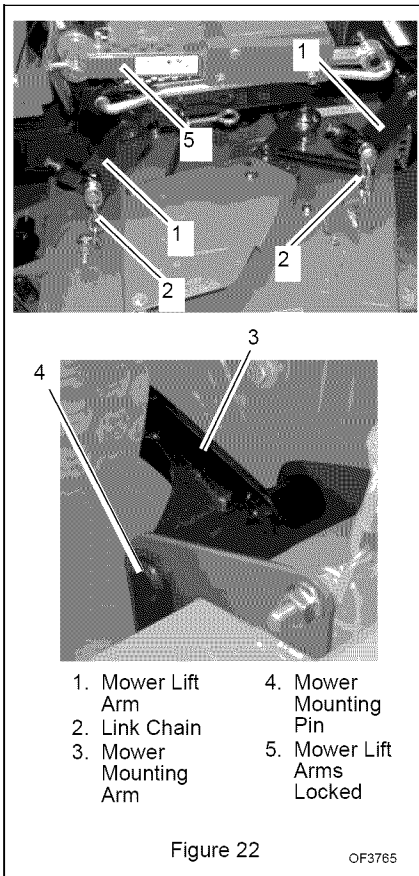 1
5
1
2
2
3
4
1. Mower Lift Arm
2. Link Chain
3. Mower Mounting Arm
4. Mower Mounting Pin
5. Mower Lift Arms Locked
Figure 22
OF3765